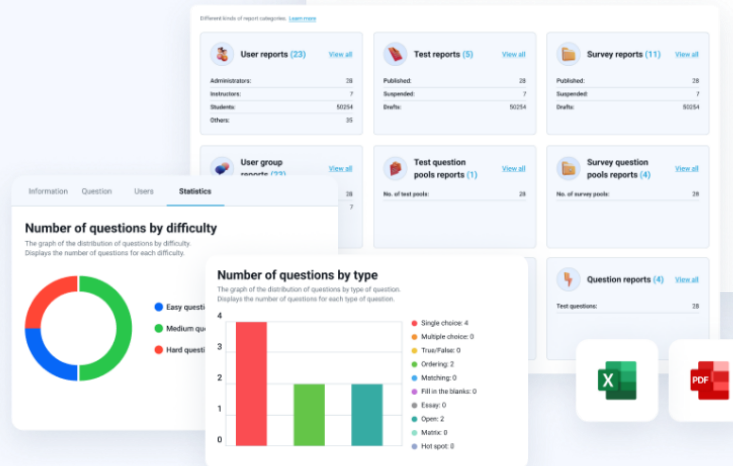 Different kinds of report categories. Learn more
User reports (23) View all
Administrators: 28
Instructors: 7
Students: 50254
Others: 35
Test reports (5) View all
Published: 28
Suspended: 7
Drafts: 50254
Survey reports (11) View all
Published: 28
Suspended: 7
Drafts: 50254
User group
reports (23) View all
28
7
Test question
pools reports (1) View all
No. of test pools: 28
Survey question
pools reports (4) View all
No. of survey pools: 28
Question reports (4) View all
Test questions: 28
Information Question Users Statistics
Number of questions by difficulty
The graph of the distribution of questions by difficulty.
Displays the number of questions for each difficulty.
Easy questi
Medium qu
Hard questi
Number of questions by type
The graph of the distribution of questions by type of question.
Displays the number of questions for each type of question.
4
3
2
1
0
Single choice: 4
Multiple choice: 0
True/False: 0
Ordering: 2
Matching: 0
Fill in the blanks: 0
Essay: 0
Open: 2
Matrix: 0
Hot spot: 0
X
PDF